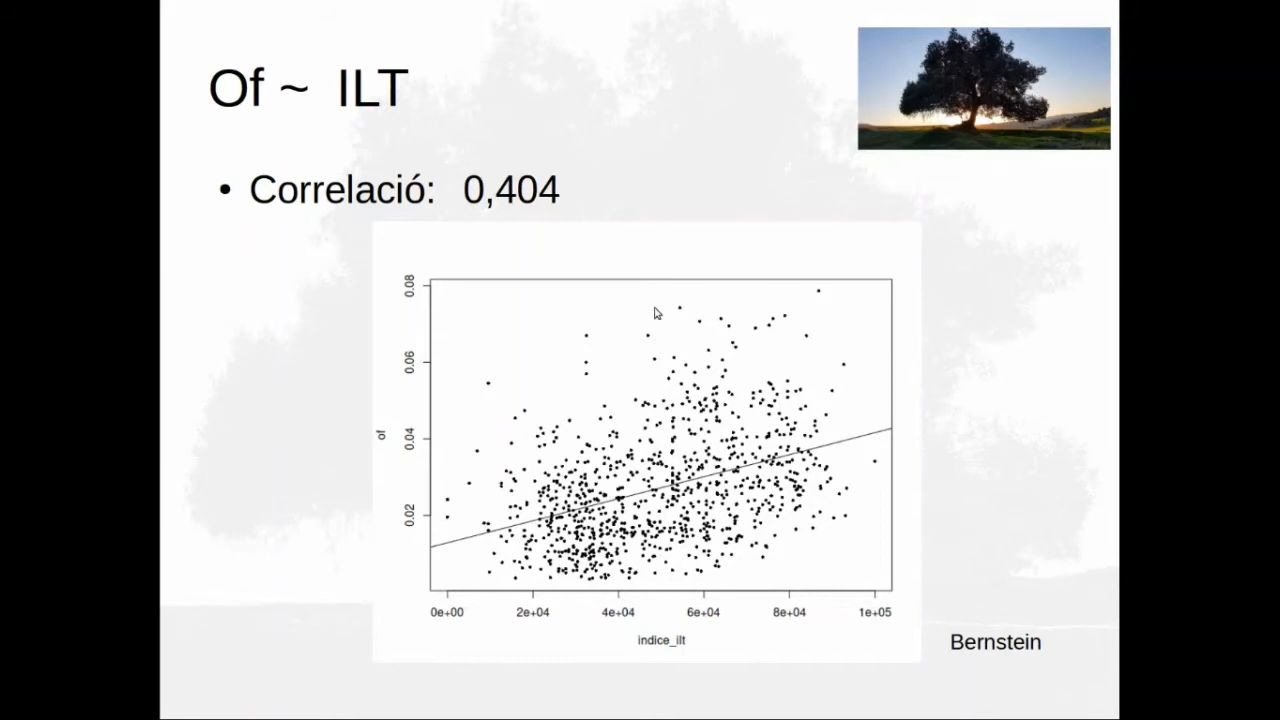 Of ~ ILT
• Correlació: 0,404
0.08
0.06
0.04
0.02
of
0e+00 2e+04 4e+04 6e+04 8e+04 1e+05
indice_ilt
Bernstein